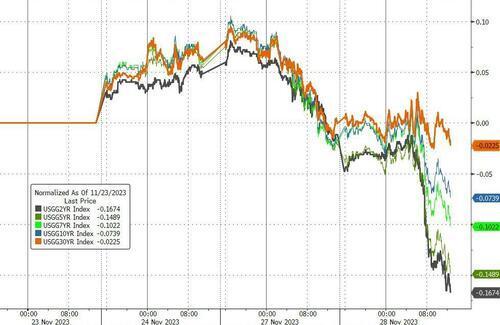 0.10
0.05
0.00
-0.0225
-0.05
-0.0739
-0.1022
-0.1489
-0.1674
Normalized As Of 11/23/2023
Last Price
USGG2YR Index -0.1674
USGG5YR Index -0.1489
USGG7YR Index -0.1022
USGG10YR Index -0.0739
USGG30YR Index -0.0225
00:00 08:00 00:00 08:00 00:00 08:00 00:00 08:00
23 Nov 2023 24 Nov 2023 27 Nov 2023 28 Nov 2023